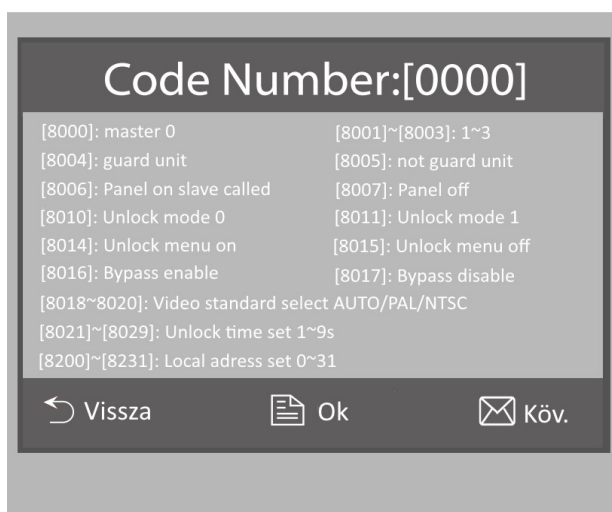 Code Number:[0000]
[8000]: master 0 [8001]~[8003]: 1~3
[8004]: guard unit [8005]: not guard unit
[8006]: Panel on slave called [8007]: Panel off
[8010]: Unlock mode 0 [8011]: Unlock mode 1
[8014]: Unlock menu on [8015]: Unlock menu off
[8016]: Bypass enable [8017]: Bypass disable
[8018~8020]: Video standard select AUTO/PAL/NTSC
[8021]~[8029]: Unlock time set 1~9s
[8200]~[8231]: Local adress set 0~31
Vissza Ok Köv.